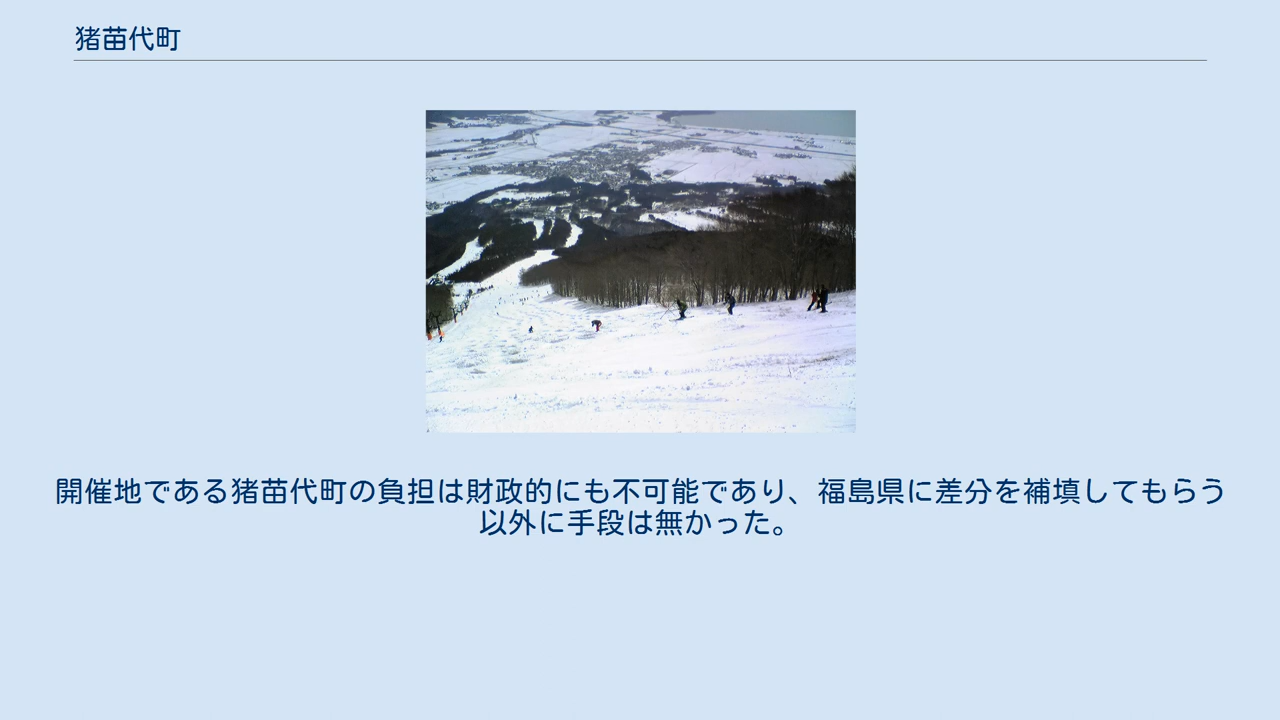 猪苗代町
開催地である猪苗代町の負担は財政的にも不可能であり、福島県に差分を補填してもらう
以外に手段は無かった。